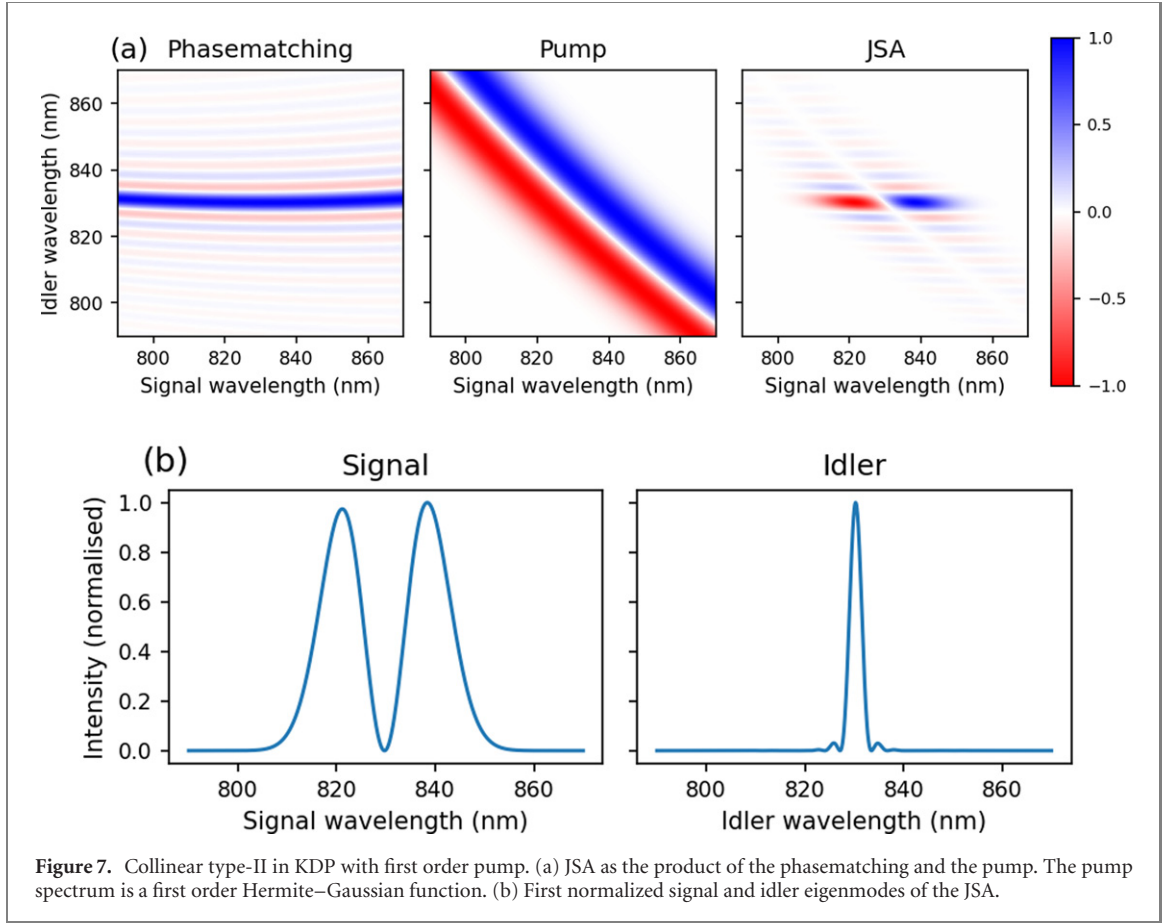 (a) Phasematching
Pump
JSA
Idler wavelength (nm)
860
840
820
800
800 820 840 860
Signal wavelength (nm)
800 820 840 860
Signal wavelength (nm)
800 820 840 860
Signal wavelength (nm)
1.0
0.5
0.0
−0.5
−1.0
(b)
Signal
Idler
Intensity (normalised)
1.0
0.8
0.6
0.4
0.2
0.0
800 820 840 860
Signal wavelength (nm)
800 820 840 860
Idler wavelength (nm)
Figure 7. Collinear type-II in KDP with first order pump. (a) JSA as the product of the phasematching and the pump. The pump
spectrum is a first order Hermite–Gaussian function. (b) First normalized signal and idler eigenmodes of the JSA.